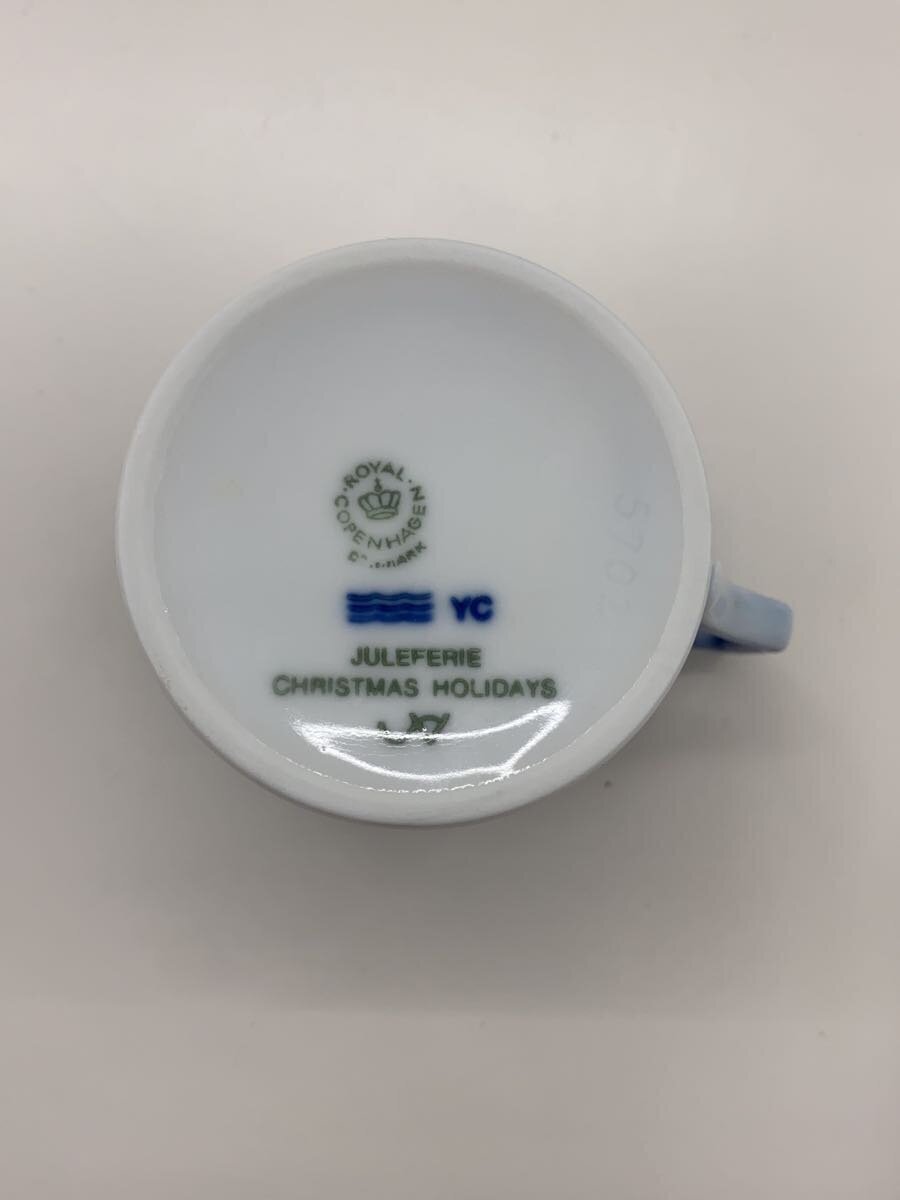 ROYAL
COPENHAGEN
YC
JULEFERIE
CHRISTMAS HOLIDAYS